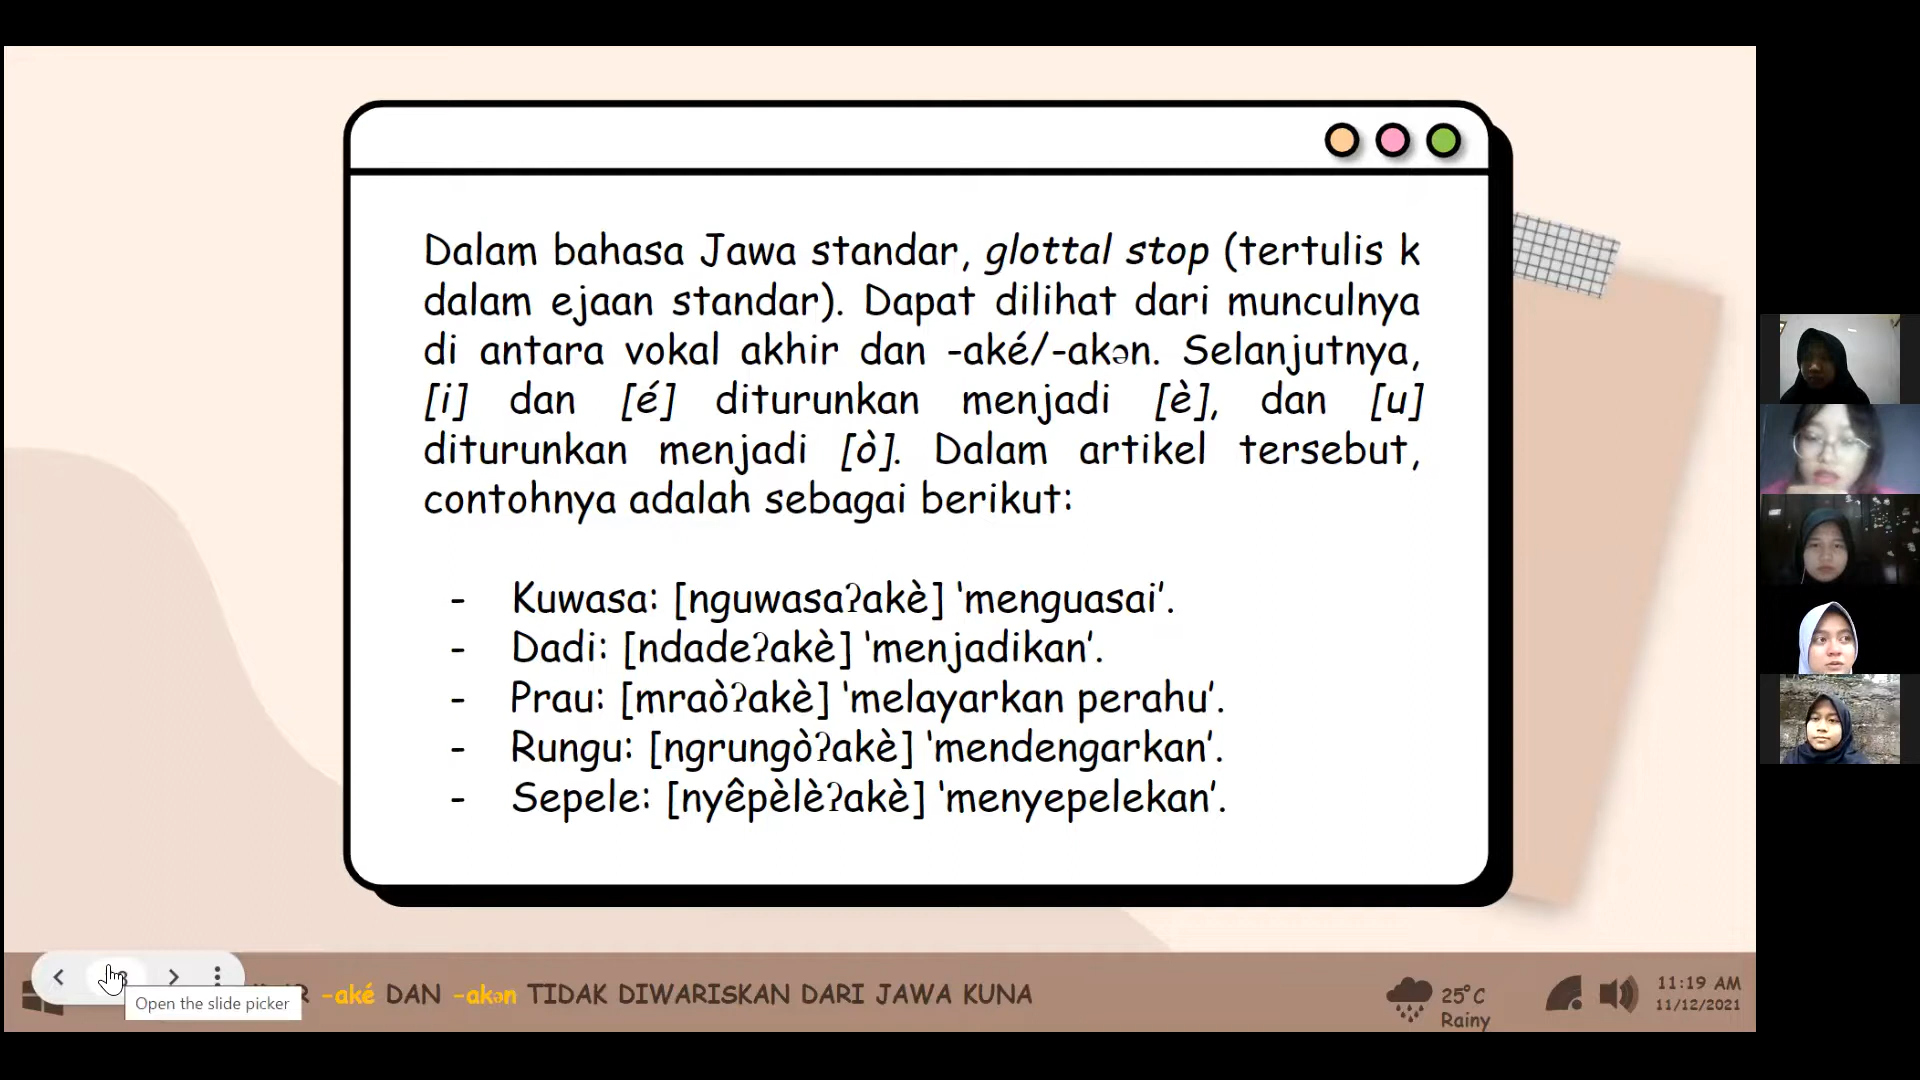 Dalam bahasa Jawa standar, glottal stop (tertulis k
dalam ejaan standar). Dapat dilihat dari munculnya
di antara vokal akhir dan -aké/-akən. Selanjutnya,
[i] dan [é] diturunkan menjadi [è], dan [u]
diturunkan menjadi [ò]. Dalam artikel tersebut,
contohnya adalah sebagai berikut:
- Kuwasa: [nguwasaʔakè] ‘menguasai’.
- Dadi: [ndadeʔakè] ‘menjadikan’.
- Prau: [mraòʔakè] ‘melayarkan perahu’.
- Rungu: [ngrungòʔakè] ‘mendengarkan’.
- Sepele: [nyêpèlèʔakè] ‘menyepelekan’.
-aké DAN -akən TIDAK DIWARISKAN DARI JAWA KUNA
Open the slide picker
25°C
Rainy
11:19 AM
11/12/2021